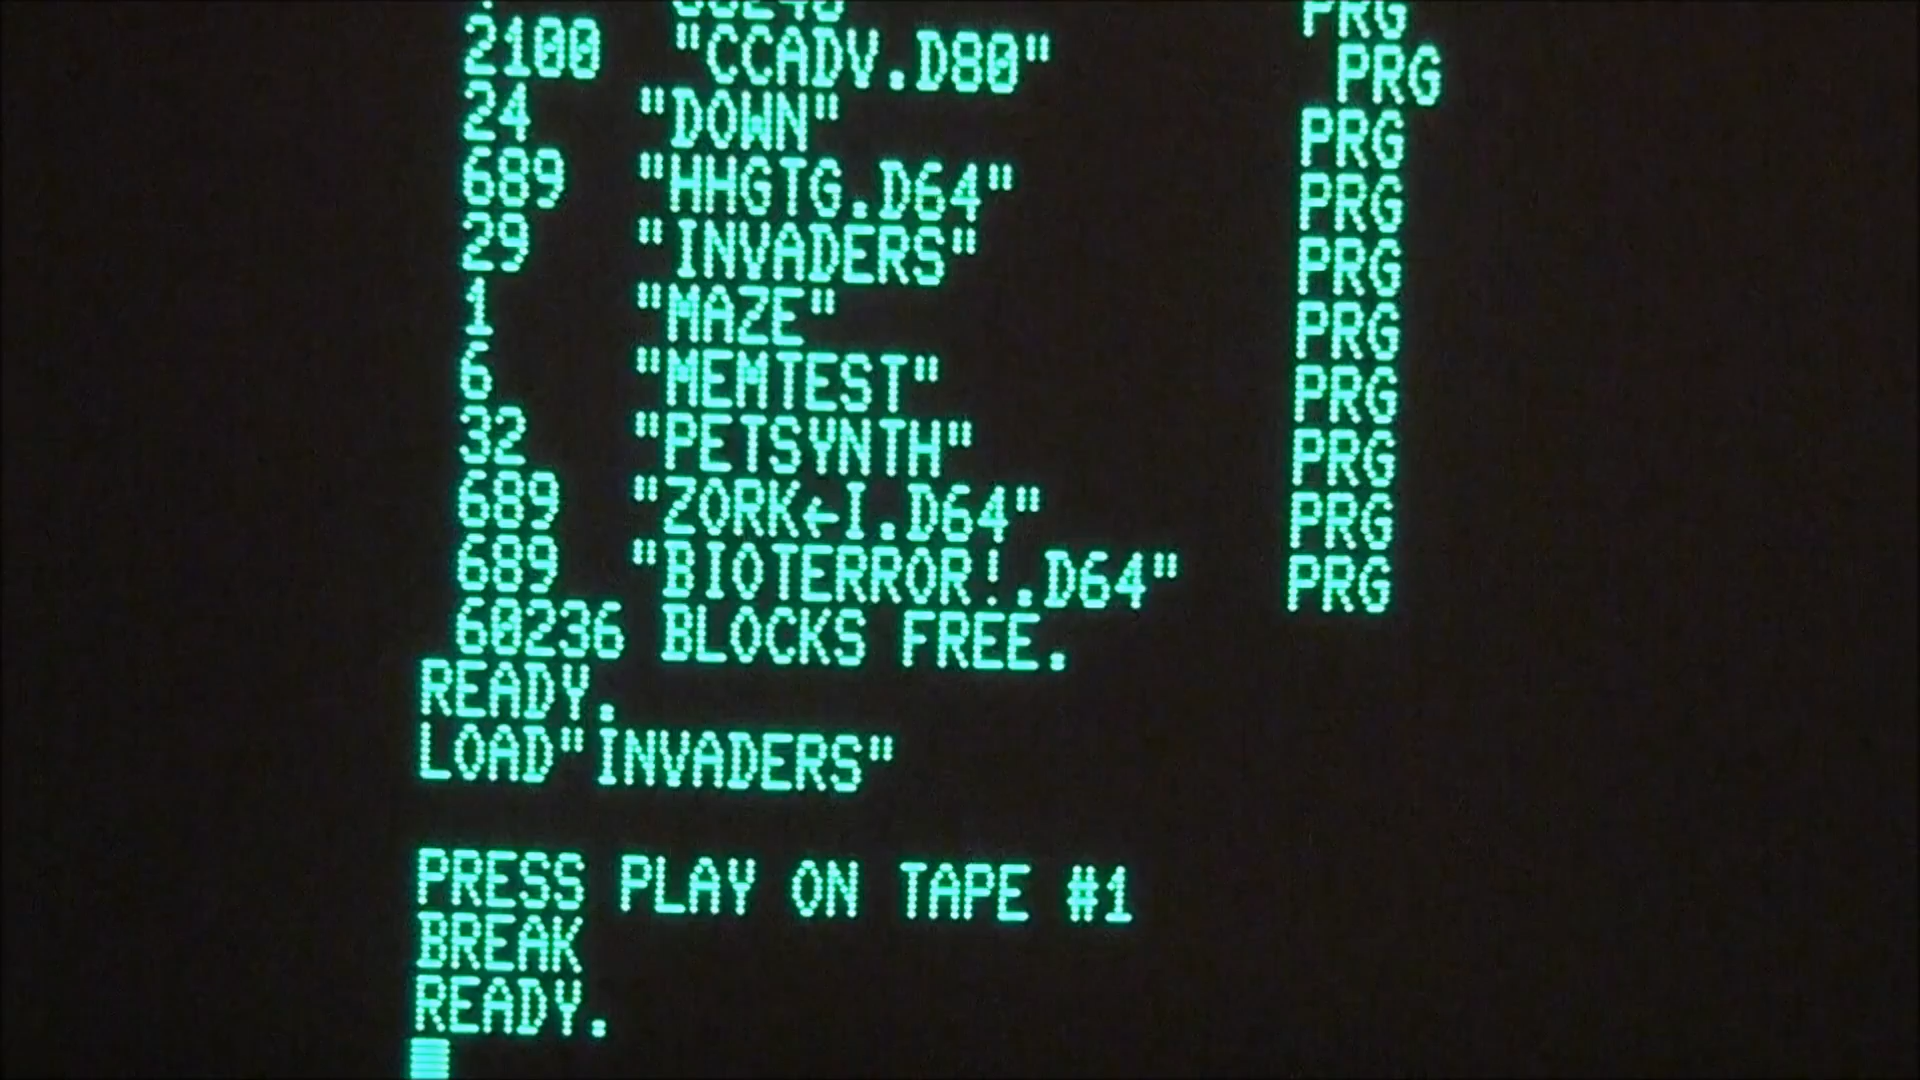 PRG
2100 "CCADV.D80" PRG
24 "DOWN" PRG
689 "HHGTG.D64" PRG
29 "INVADERS" PRG
1 "MAZE" PRG
6 "MEMTEST" PRG
32 "PETSYNTH" PRG
689 "ZORK←I.D64" PRG
689 "BIOTERROR!.D64" PRG
60236 BLOCKS FREE.
READY.
LOAD"INVADERS"
PRESS PLAY ON TAPE #1
BREAK
READY.